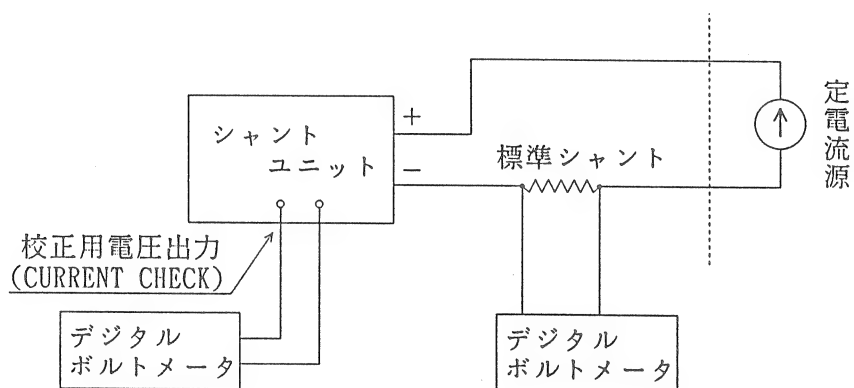 シャント
ユニット
+
−
標準シャント
定電流源
校正用電圧出力
(CURRENT CHECK)
デジタル
ボルトメータ
デジタル
ボルトメータ